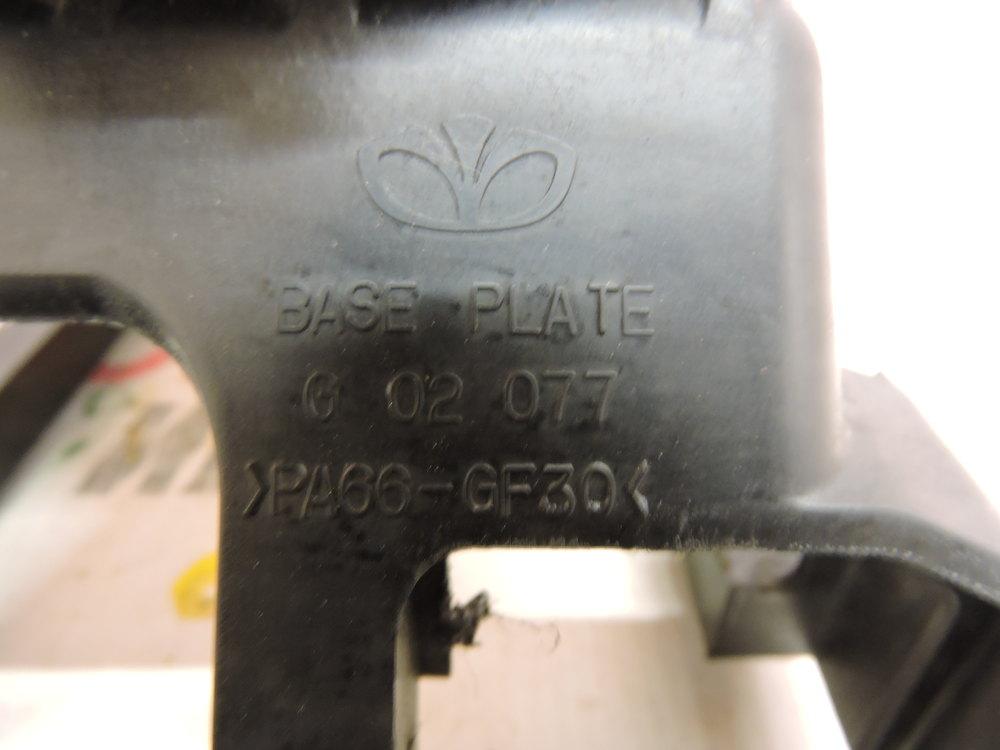 BASE PLATE
G 02 077
>PA66-GF30<